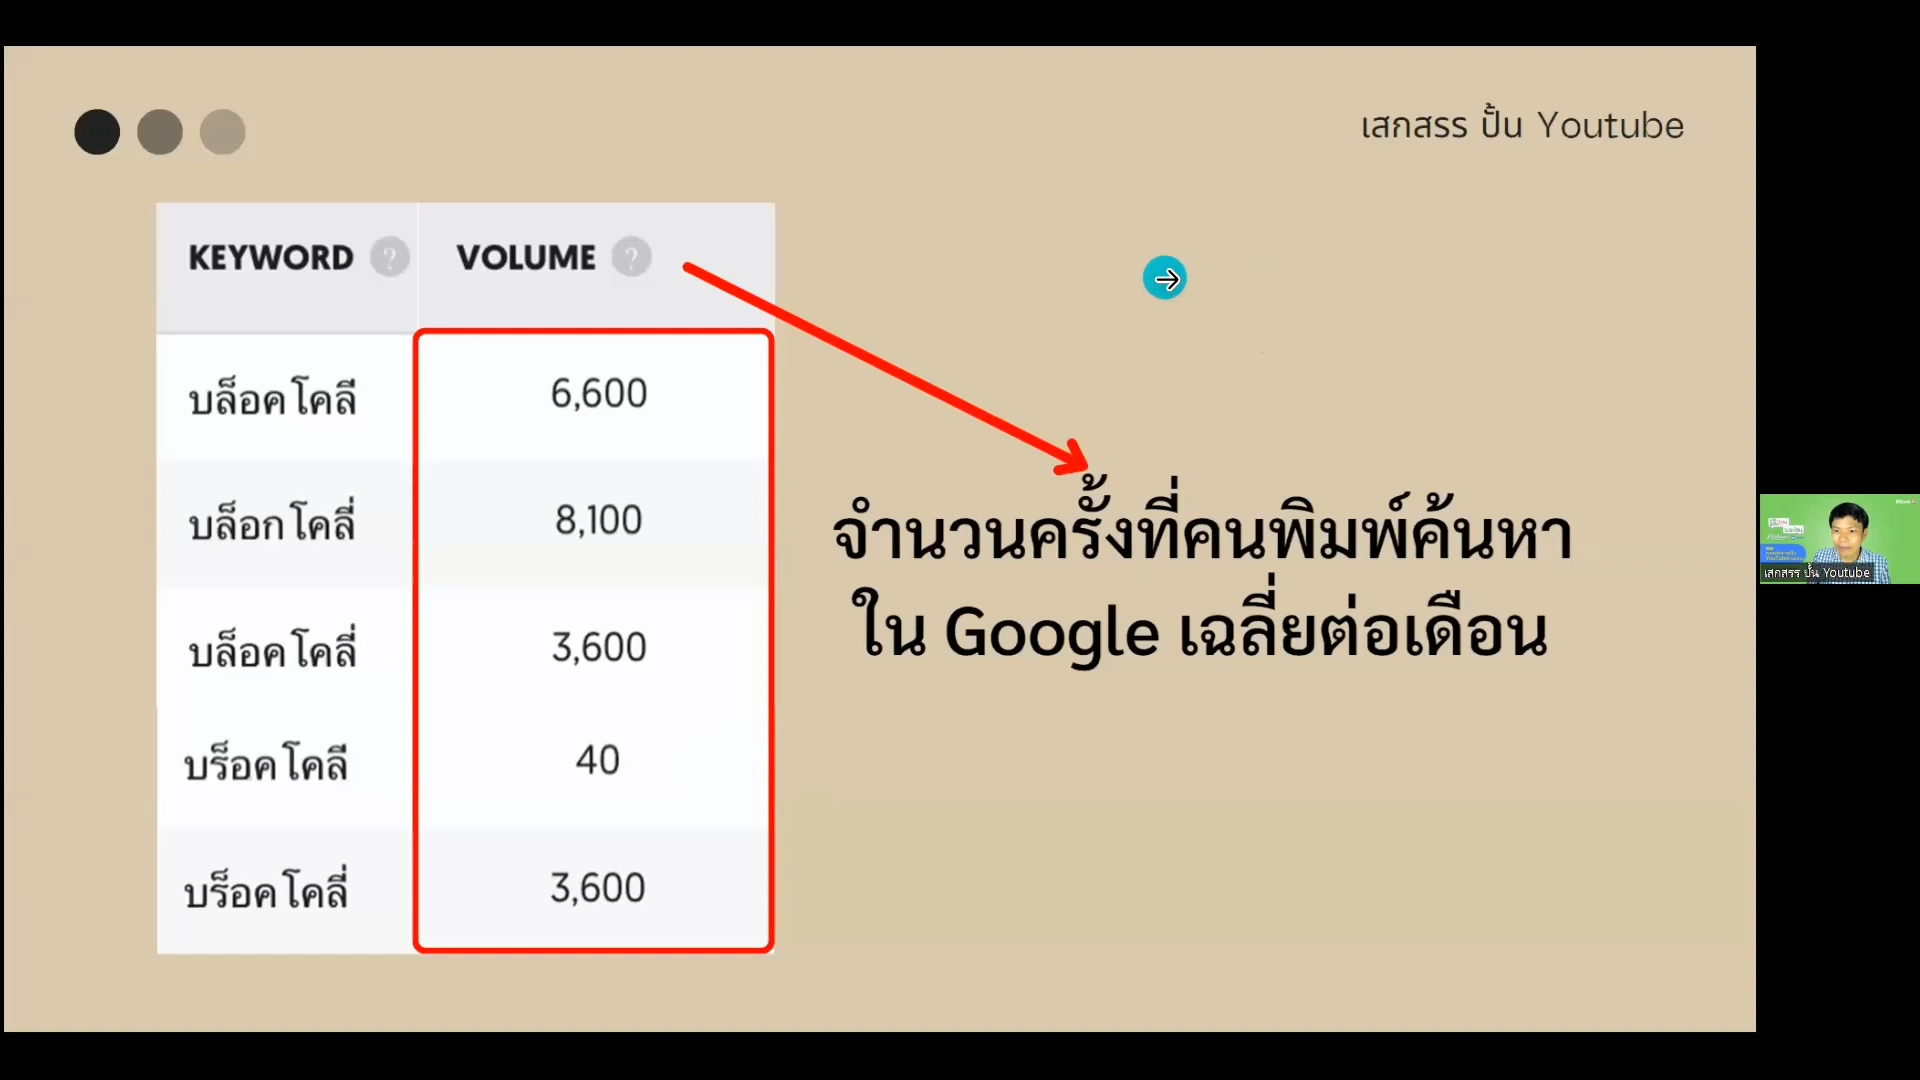 เสกสรร ปั้น Youtube
KEYWORD ? VOLUME ?
บล็อคโคลี 6,600
บล็อกโคลี่ 8,100
บล็อคโคลี่ 3,600
บร็อคโคลี 40
บร็อคโคลี่ 3,600
จำนวนครั้งที่คนพิมพ์ค้นหา
ใน Google เฉลี่ยต่อเดือน
เสกสรร ปั้น Youtube